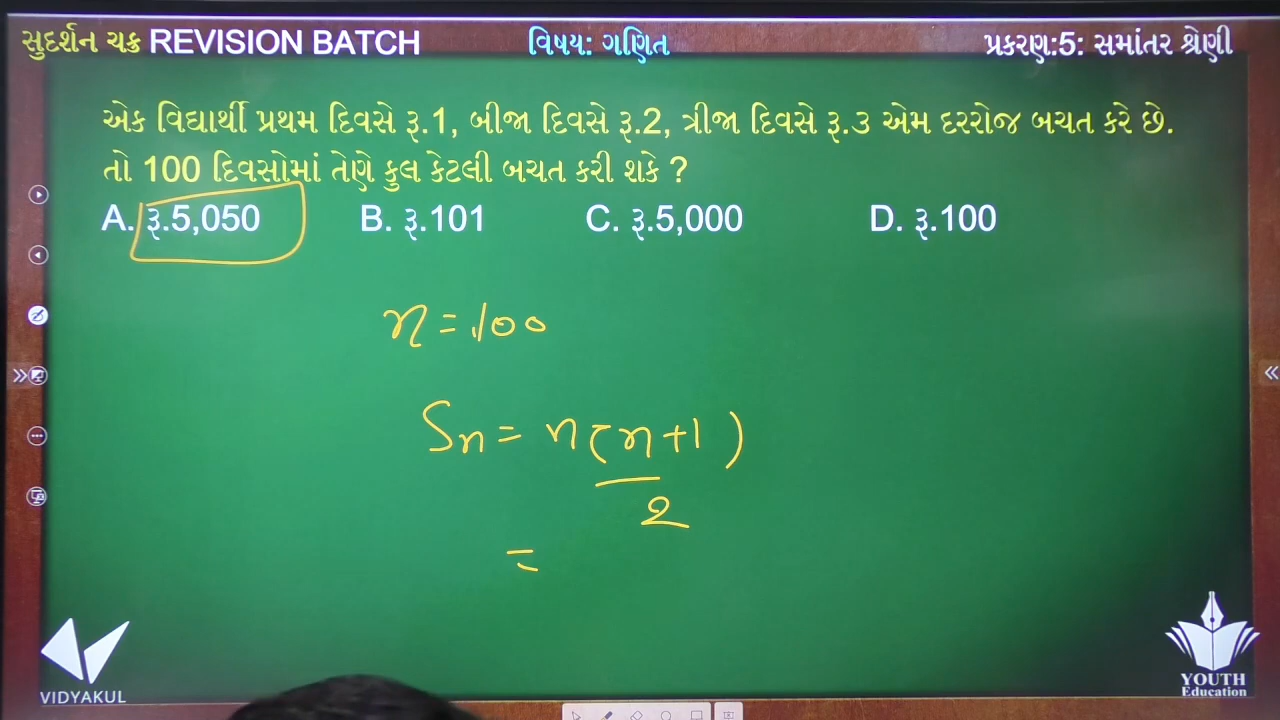 સુદર્શન ચક્ર REVISION BATCH વિષય: ગણિત પ્રકરણ:5: સમાંતર શ્રેણી
એક વિદ્યાર્થી પ્રથમ દિવસે રૂ.1, બીજા દિવસે રૂ.2, ત્રીજા દિવસે રૂ.૩ એમ દરરોજ બચત કરે છે.
તો 100 દિવસોમાં તેણે કુલ કેટલી બચત કરી શકે ?
A. રૂ.5,050 B. રૂ.101 C. રૂ.5,000 D. રૂ.100
n = 100
Sn = n(n+1)
2
=
VIDYAKUL
YOUTH
Education